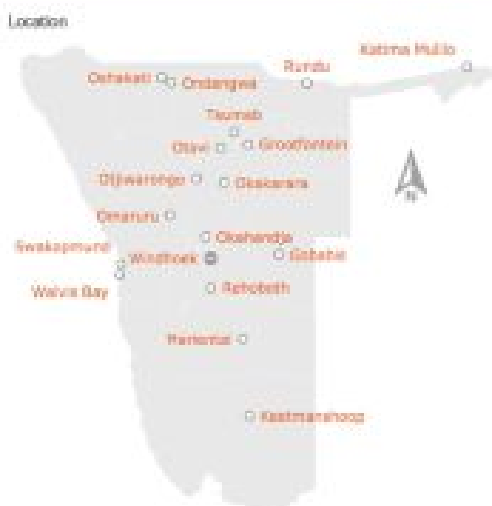 Location
Katima Mulilo
Rundu
Oshakati
Ondangwa
Tsumeb
Otavi
Grootfontein
Otjiwarongo
Okakarara
Omaruru
Okahandja
Swakopmund
Windhoek
Gobabis
Walvis Bay
Rehoboth
Mariental
Keetmanshoop
N